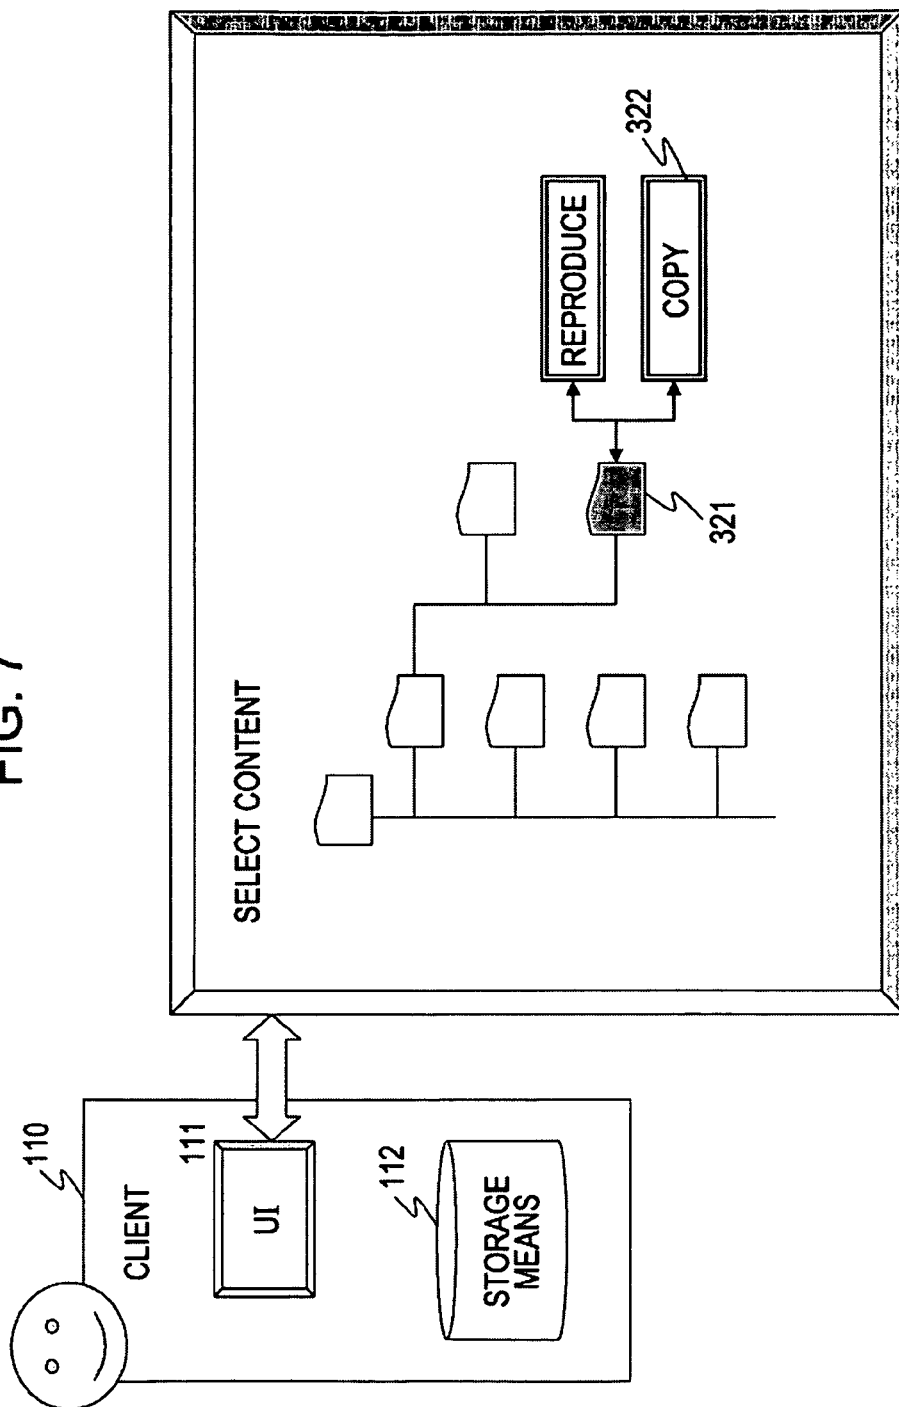 FIG. 7
110
CLIENT
111
UI
112
STORAGE
MEANS
SELECT CONTENT
321
REPRODUCE
COPY
322